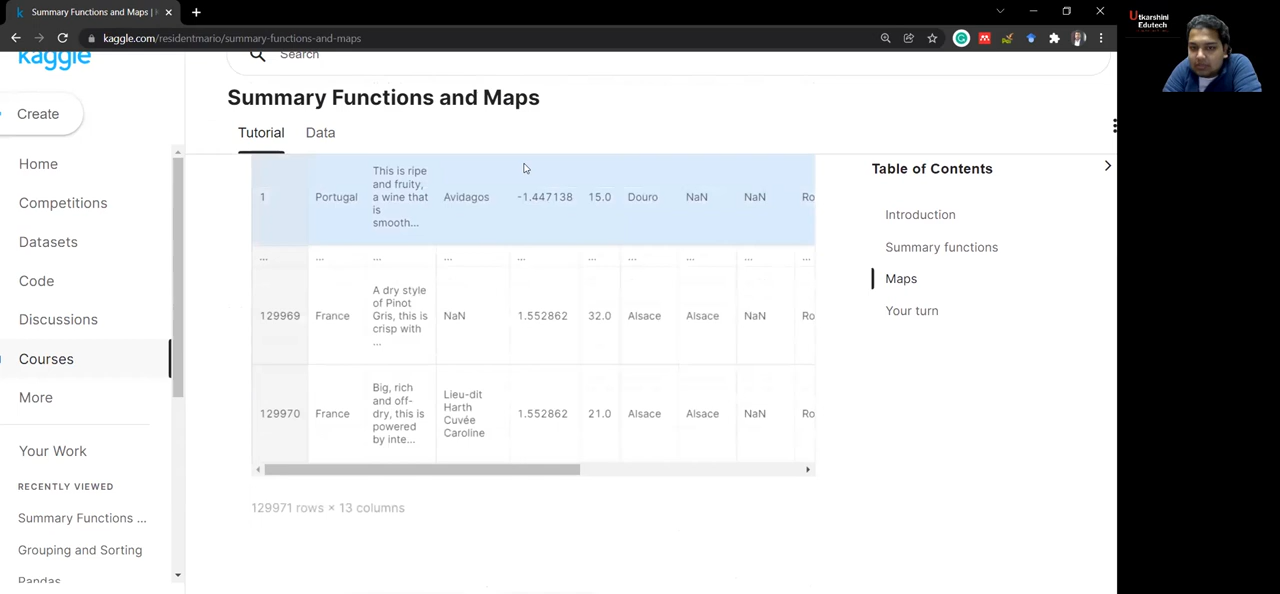 Summary Functions and Maps |
kaggle.com/residentmario/summary-functions-and-maps
Utkarshini
Edutech
kaggle
Search
Create
Summary Functions and Maps
Tutorial
Data
Home
Competitions
Datasets
Code
Discussions
Courses
More
Your Work
RECENTLY VIEWED
Summary Functions ...
Grouping and Sorting
Pandas
1
Portugal
This is ripe
and fruity,
a wine that
is
smooth...
Avidagos
-1.447138
15.0
Douro
NaN
NaN
Ro
... ... ... ... ... ... ... ... ... ...
129969
France
A dry style
of Pinot
Gris, this is
crisp with
...
NaN
1.552862
32.0
Alsace
Alsace
NaN
Ro
129970
France
Big, rich
and off-
dry, this is
powered
by inte...
Lieu-dit
Harth
Cuvée
Caroline
1.552862
21.0
Alsace
Alsace
NaN
Ro
129971 rows × 13 columns
Table of Contents
Introduction
Summary functions
Maps
Your turn